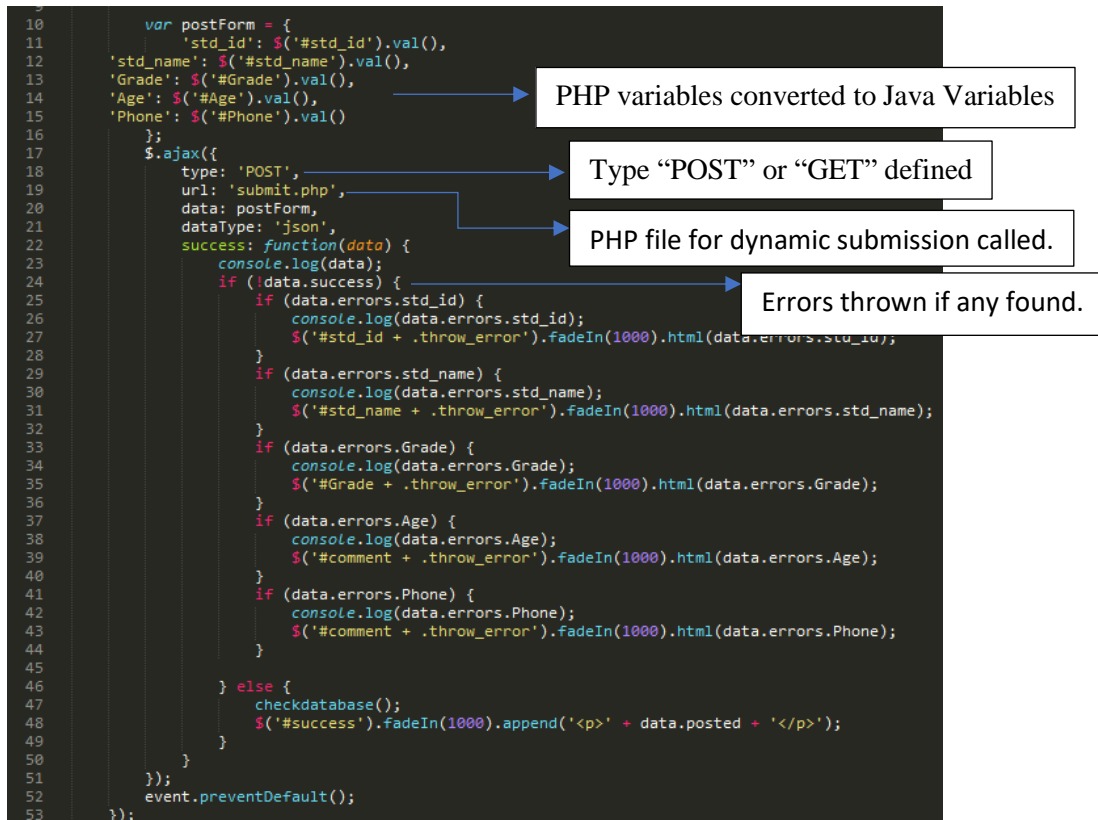 10 var postForm = {
11 'std_id': $('#std_id').val(),
12 'std_name': $('#std_name').val(),
13 'Grade': $('#Grade').val(),
14 'Age': $('#Age').val(),
15 'Phone': $('#Phone').val()
PHP variables converted to Java Variables
16 };
17 $.ajax({
18 type: 'POST',
Type “POST” or “GET” defined
19 url: 'submit.php',
20 data: postForm,
21 dataType: 'json',
PHP file for dynamic submission called.
22 success: function(data) {
23 console.log(data);
24 if (!data.success) {
Errors thrown if any found.
25 if (data.errors.std_id) {
26 console.log(data.errors.std_id);
27 $('#std_id + .throw_error').fadeIn(1000).html(data.errors.std_id);
28 }
29 if (data.errors.std_name) {
30 console.log(data.errors.std_name);
31 $('#std_name + .throw_error').fadeIn(1000).html(data.errors.std_name);
32 }
33 if (data.errors.Grade) {
34 console.log(data.errors.Grade);
35 $('#Grade + .throw_error').fadeIn(1000).html(data.errors.Grade);
36 }
37 if (data.errors.Age) {
38 console.log(data.errors.Age);
39 $('#comment + .throw_error').fadeIn(1000).html(data.errors.Age);
40 }
41 if (data.errors.Phone) {
42 console.log(data.errors.Phone);
43 $('#comment + .throw_error').fadeIn(1000).html(data.errors.Phone);
44 }
45
46 } else {
47 checkdatabase();
48 $('#success').fadeIn(1000).append('<p>' + data.posted + '</p>');
49 }
50 }
51 });
52 event.preventDefault();
53 });